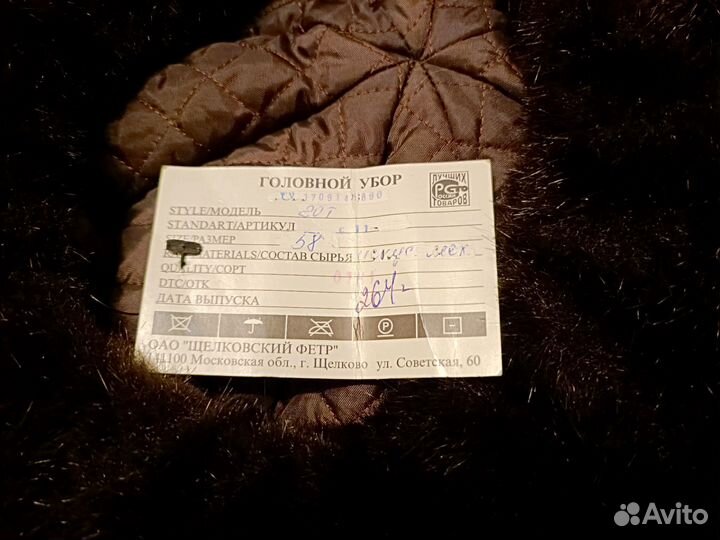 ГОЛОВНОЙ УБОР
ЛУЧШИХ
ТОВАРОВ
STYLE/МОДЕЛЬ
STANDART/АРТИКУЛ
SIZE/РАЗМЕР 58
MATERIALS/СОСТАВ СЫРЬЯ
QUALITY/СОРТ
DTC/ОТК
ДАТА ВЫПУСКА
P
ОАО "ЩЕЛКОВСКИЙ ФЕТР"
141100 Московская обл., г. Щелково ул. Советская, 60
Avito